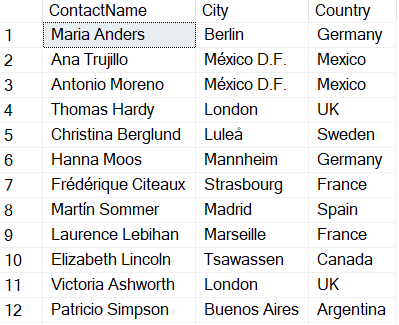 ContactName City Country
1 Maria Anders Berlin Germany
2 Ana Trujillo México D.F. Mexico
3 Antonio Moreno México D.F. Mexico
4 Thomas Hardy London UK
5 Christina Berglund Luleå Sweden
6 Hanna Moos Mannheim Germany
7 Frédérique Citeaux Strasbourg France
8 Martín Sommer Madrid Spain
9 Laurence Lebihan Marseille France
10 Elizabeth Lincoln Tsawassen Canada
11 Victoria Ashworth London UK
12 Patricio Simpson Buenos Aires Argentina